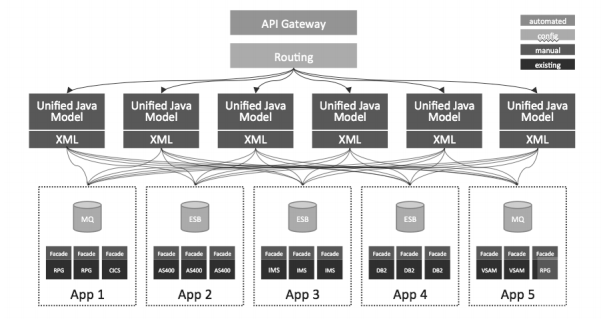 API Gateway
automated
config
manual
existing
Routing
Unified Java Model
Unified Java Model
Unified Java Model
Unified Java Model
Unified Java Model
Unified Java Model
XML
XML
XML
XML
XML
XML
MQ
ESB
ESB
ESB
MQ
Facade Facade Facade
RPG RPG CICS
Facade Facade Facade
AS400 AS400 AS400
Facade Facade Facade
IMS IMS IMS
Facade Facade Facade
DB2 DB2 DB2
Facade Facade Facade
VSAM VSAM RPG
App 1
App 2
App 3
App 4
App 5